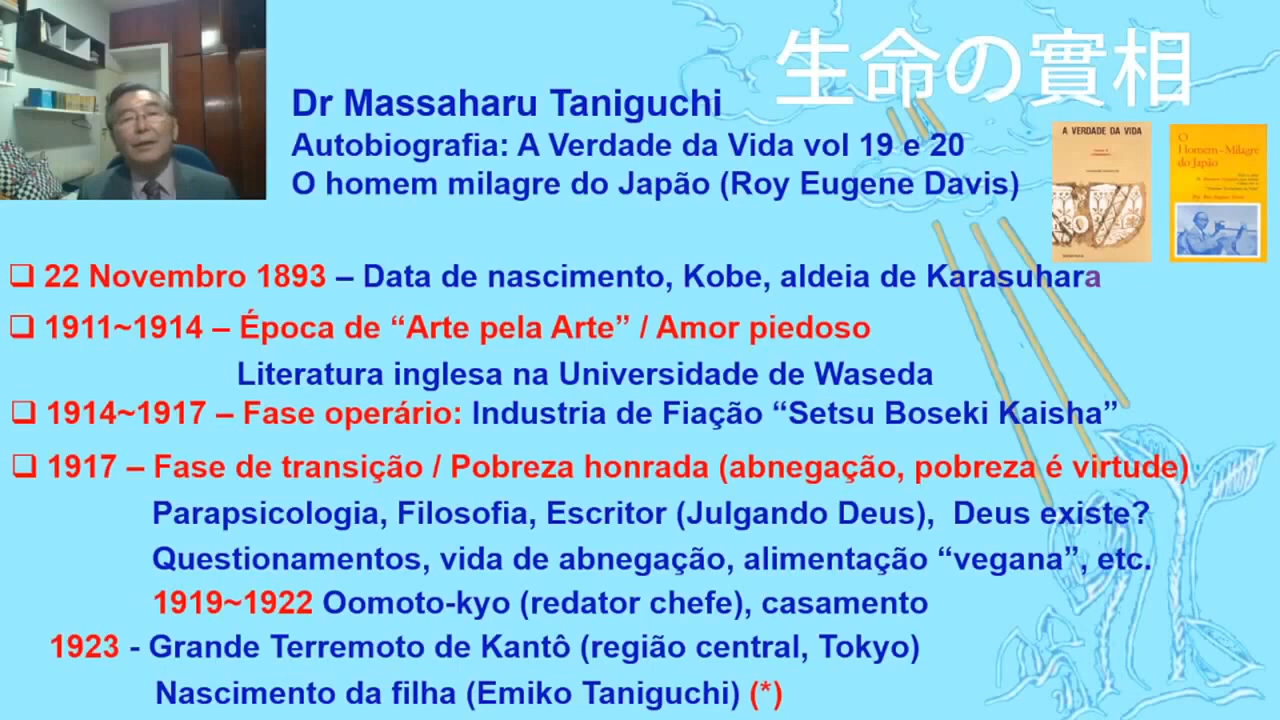 生命の實相
Dr Massaharu Taniguchi
Autobiografia: A Verdade da Vida vol 19 e 20
O homem milagre do Japão (Roy Eugene Davis)
A VERDADE DA VIDA
O
Homem - Milagre
do Japão
❑ 22 Novembro 1893 – Data de nascimento, Kobe, aldeia de Karasuhara
❑ 1911~1914 – Época de “Arte pela Arte” / Amor piedoso
Literatura inglesa na Universidade de Waseda
❑ 1914~1917 – Fase operário: Industria de Fiação “Setsu Boseki Kaisha”
❑ 1917 – Fase de transição / Pobreza honrada (abnegação, pobreza é virtude)
Parapsicologia, Filosofia, Escritor (Julgando Deus), Deus existe?
Questionamentos, vida de abnegação, alimentação “vegana”, etc.
1919~1922 Oomoto-kyo (redator chefe), casamento
1923 - Grande Terremoto de Kantô (região central, Tokyo)
Nascimento da filha (Emiko Taniguchi) (*)